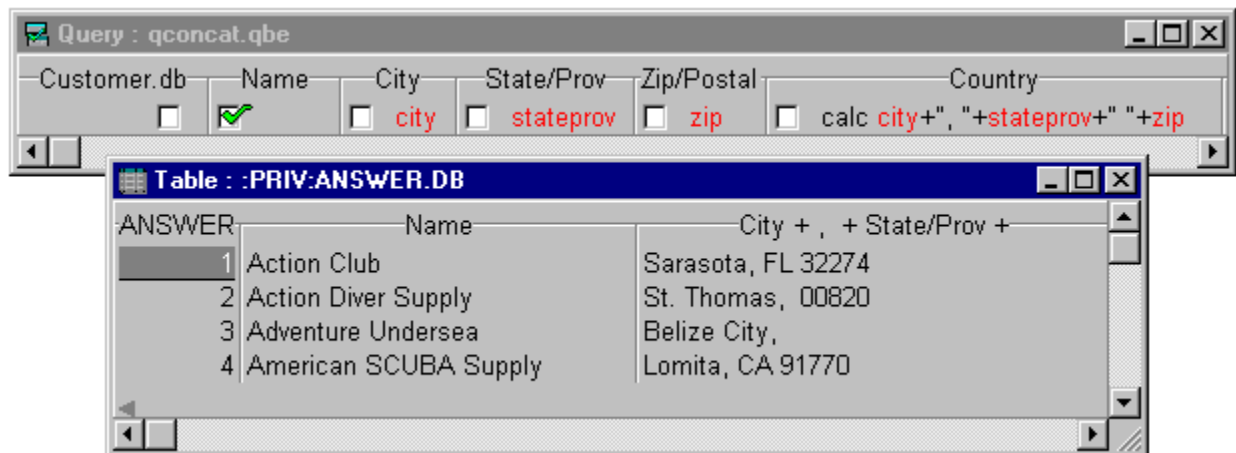 Query : qconcat.qbe
Customer.db Name City State/Prov Zip/Postal Country
city stateprov zip calc city+", "+stateprov+" "+zip
Table : :PRIV:ANSWER.DB
ANSWER Name City + , + State/Prov +
1 Action Club Sarasota, FL 32274
2 Action Diver Supply St. Thomas, 00820
3 Adventure Undersea Belize City,
4 American SCUBA Supply Lomita, CA 91770